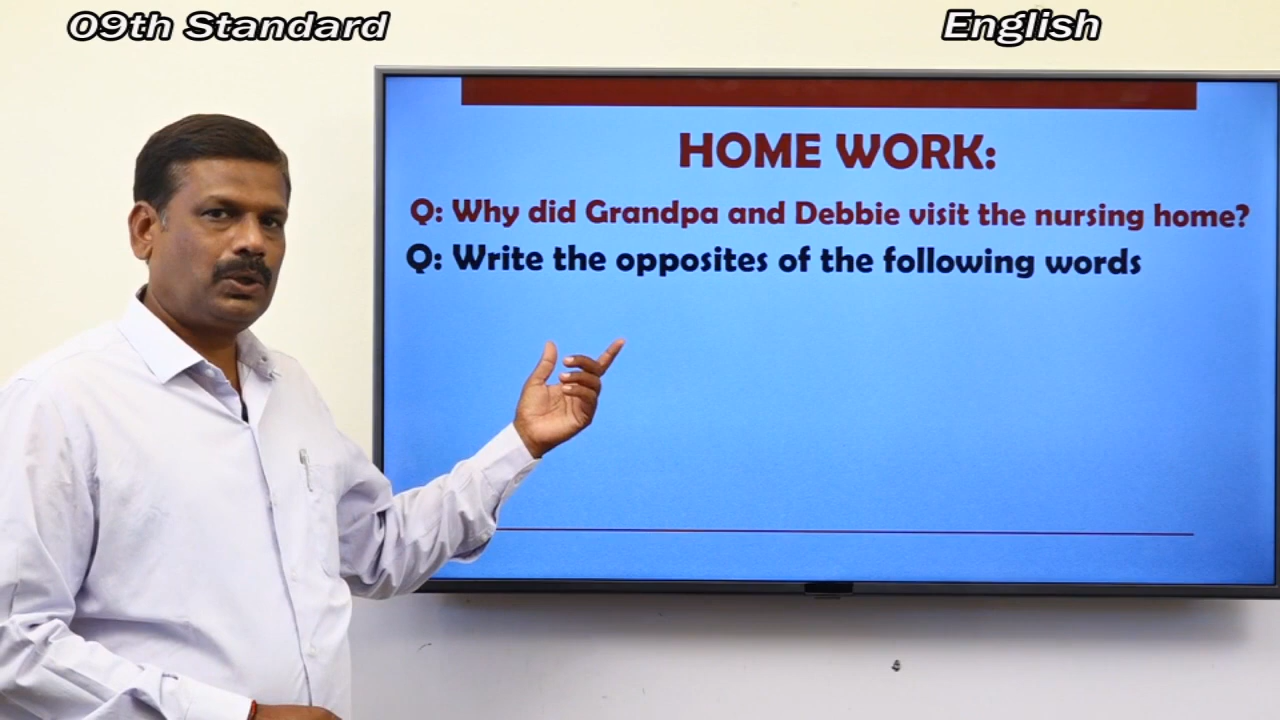 09th Standard
English
HOME WORK:
Q: Why did Grandpa and Debbie visit the nursing home?
Q: Write the opposites of the following words